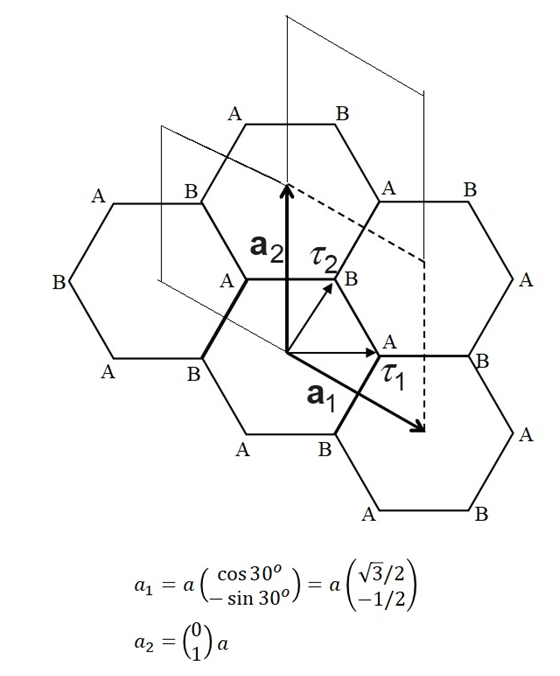 A B
A B A B
a₂ τ₂
B A B A
A B A τ₁ B
a₁
A B A
A B
a₁ = a (cos 30° − sin 30°) = a (√3/2 −1/2)
a₂ = (0 1) a